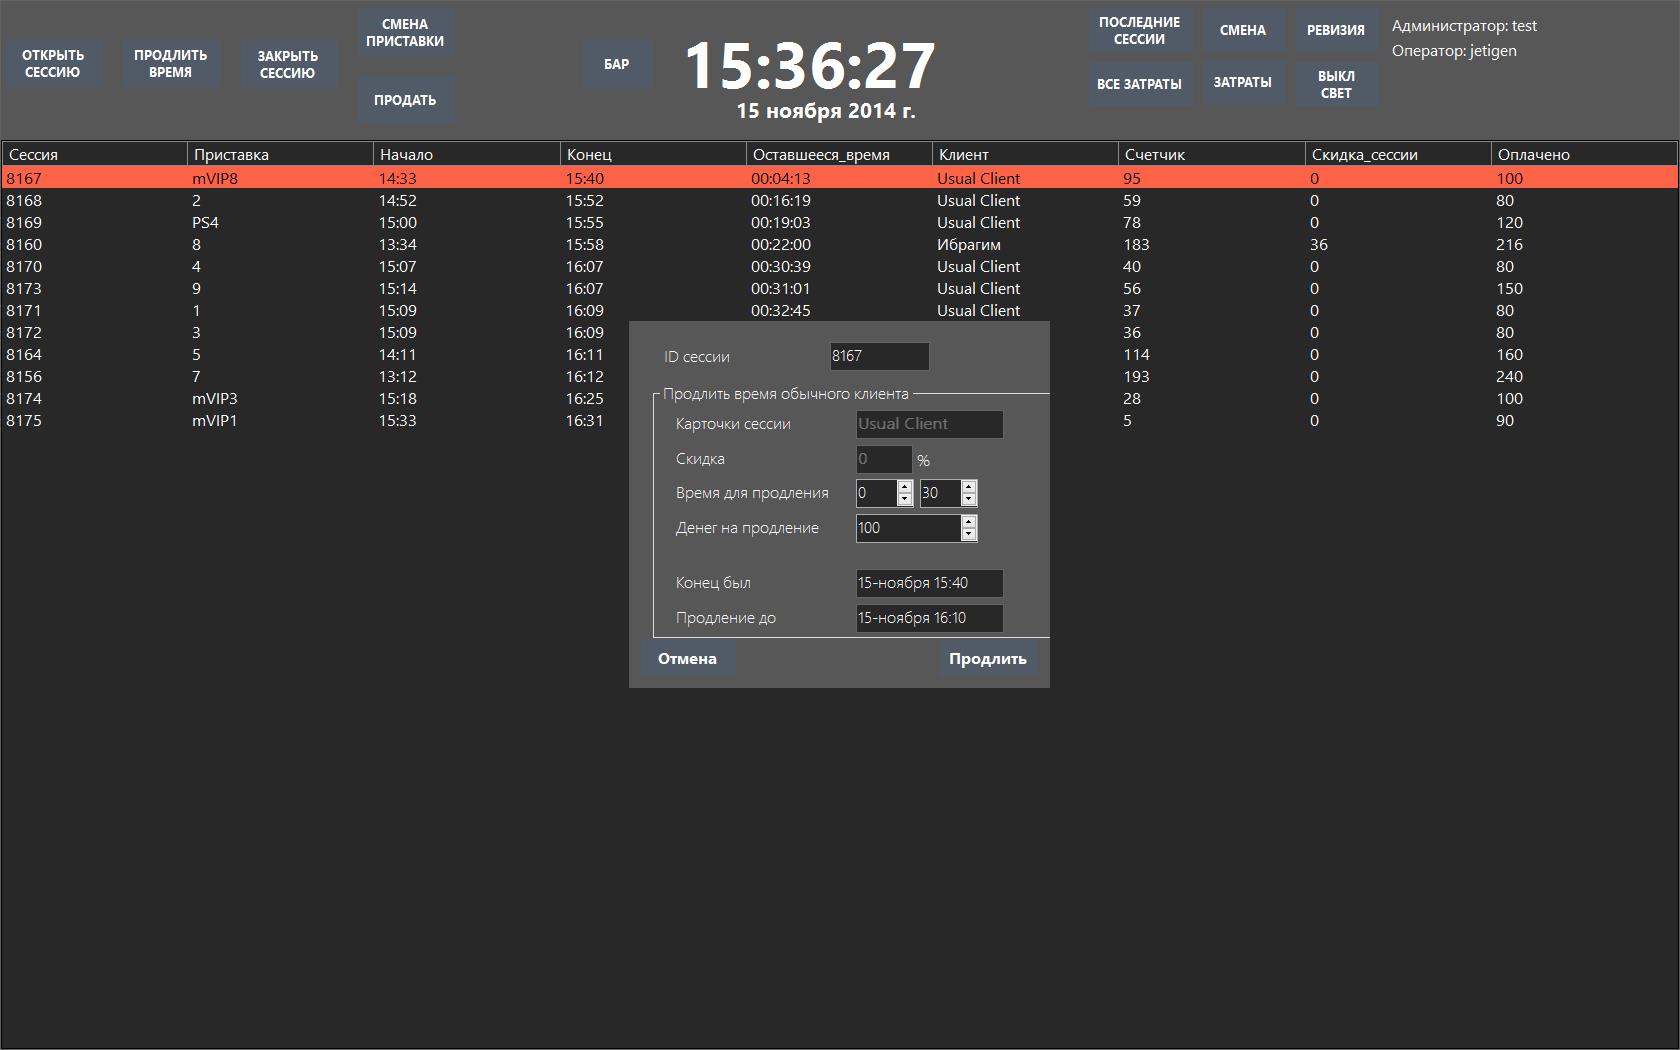 ОТКРЫТЬ
СЕССИЮ
ПРОДЛИТЬ
ВРЕМЯ
ЗАКРЫТЬ
СЕССИЮ
СМЕНА
ПРИСТАВКИ
ПРОДАТЬ
БАР
15:36:27
15 ноября 2014 г.
ПОСЛЕДНИЕ
СЕССИИ
СМЕНА
РЕВИЗИЯ
ВСЕ ЗАТРАТЫ
ЗАТРАТЫ
ВЫКЛ
СВЕТ
Администратор: test
Оператор: jetigen
Сессия Приставка Начало Конец Оставшееся_время Клиент Счетчик Скидка_сессии Оплачено
8167 mVIP8 14:33 15:40 00:04:13 Usual Client 95 0 100
8168 2 14:52 15:52 00:16:19 Usual Client 59 0 80
8169 PS4 15:00 15:55 00:19:03 Usual Client 78 0 120
8160 8 13:34 15:58 00:22:00 Ибрагим 183 36 216
8170 4 15:07 16:07 00:30:39 Usual Client 40 0 80
8173 9 15:14 16:07 00:31:01 Usual Client 56 0 150
8171 1 15:09 16:09 00:32:45 Usual Client 37 0 80
8172 3 15:09 16:09 36 0 80
8164 5 14:11 16:11 114 0 160
8156 7 13:12 16:12 193 0 240
8174 mVIP3 15:18 16:25 28 0 100
8175 mVIP1 15:33 16:31 5 0 90
ID сессии 8167
Продлить время обычного клиента
Карточки сессии Usual Client
Скидка 0 %
Время для продления 0 30
Денег на продление 100
Конец был 15-ноября 15:40
Продление до 15-ноября 16:10
Отмена Продлить